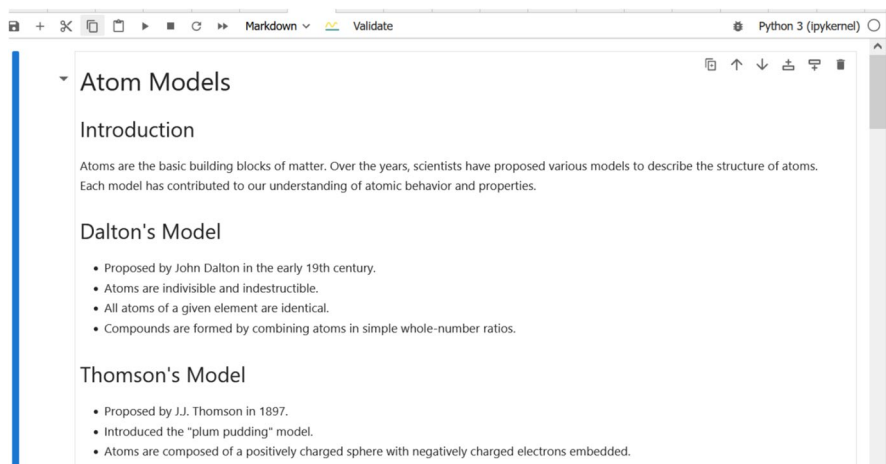 Markdown
Validate
Python 3 (ipykernel)
Atom Models
Introduction
Atoms are the basic building blocks of matter. Over the years, scientists have proposed various models to describe the structure of atoms.
Each model has contributed to our understanding of atomic behavior and properties.
Dalton's Model
• Proposed by John Dalton in the early 19th century.
• Atoms are indivisible and indestructible.
• All atoms of a given element are identical.
• Compounds are formed by combining atoms in simple whole-number ratios.
Thomson's Model
• Proposed by J.J. Thomson in 1897.
• Introduced the "plum pudding" model.
• Atoms are composed of a positively charged sphere with negatively charged electrons embedded.